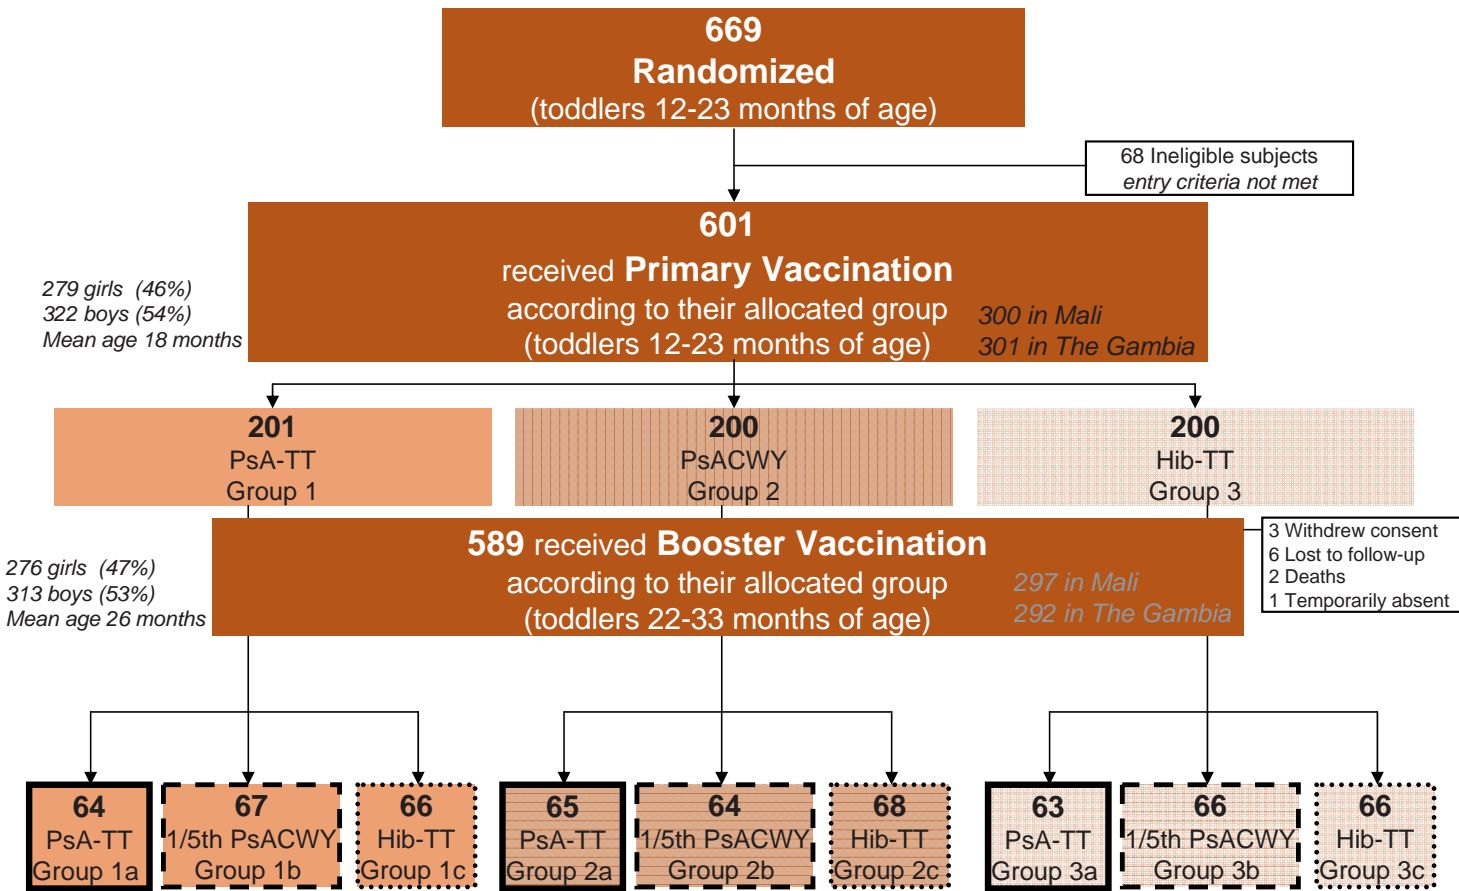 669
Randomized
(toddlers 12-23 months of age)
68 Ineligible subjects
entry criteria not met
601
received Primary Vaccination
according to their allocated group
(toddlers 12-23 months of age)
300 in Mali
301 in The Gambia
279 girls (46%)
322 boys (54%)
Mean age 18 months
201
PsA-TT
Group 1
200
PsACWY
Group 2
200
Hib-TT
Group 3
589 received Booster Vaccination
according to their allocated group
(toddlers 22-33 months of age)
297 in Mali
292 in The Gambia
3 Withdrew consent
6 Lost to follow-up
2 Deaths
1 Temporarily absent
276 girls (47%)
313 boys (53%)
Mean age 26 months
64
PsA-TT
Group 1a
67
1/5th PsACWY
Group 1b
66
Hib-TT
Group 1c
65
PsA-TT
Group 2a
64
1/5th PsACWY
Group 2b
68
Hib-TT
Group 2c
63
PsA-TT
Group 3a
66
1/5th PsACWY
Group 3b
66
Hib-TT
Group 3c